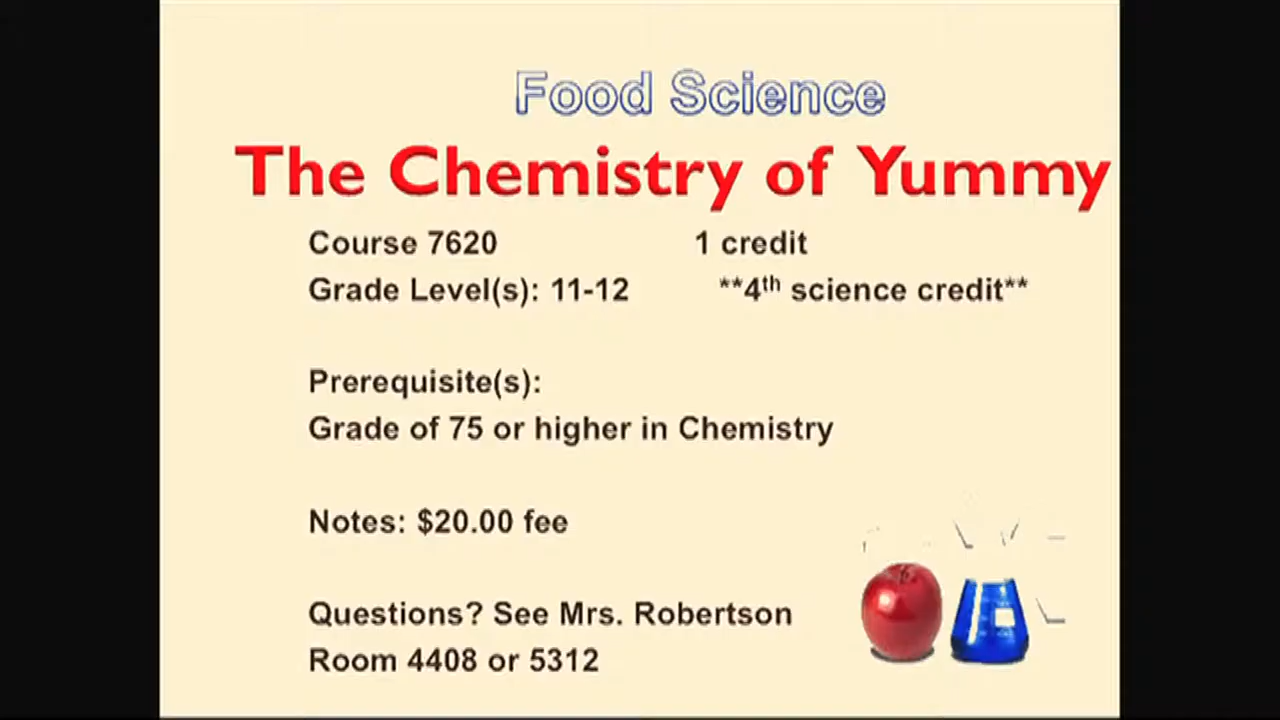 Food Science
The Chemistry of Yummy
Course 7620 1 credit
Grade Level(s): 11-12 **4th science credit**
Prerequisite(s):
Grade of 75 or higher in Chemistry
Notes: $20.00 fee
Questions? See Mrs. Robertson
Room 4408 or 5312